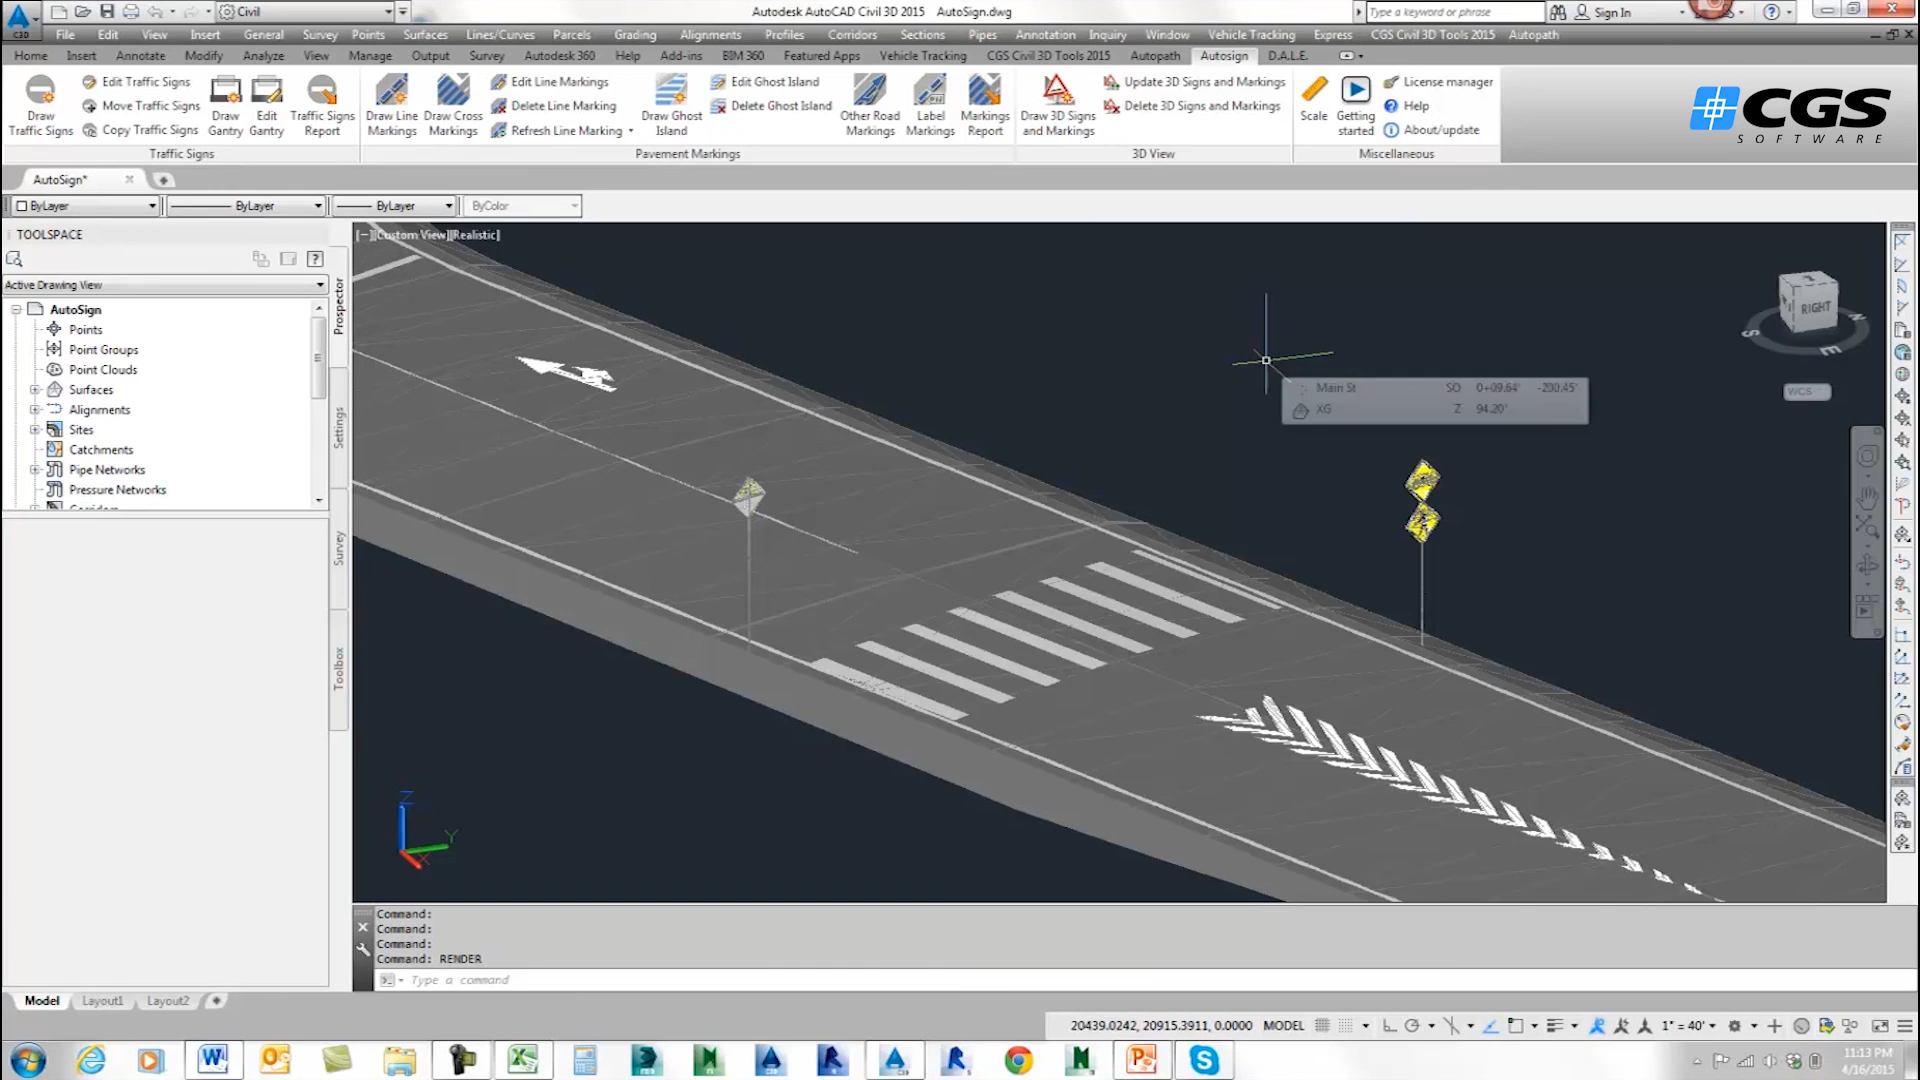 Civil
Autodesk AutoCAD Civil 3D 2015 AutoSign.dwg
Type a keyword or phrase
Sign In
C3D
File Edit View Insert General Survey Points Surfaces Lines/Curves Parcels Grading Alignments Profiles Corridors Sections Pipes Annotation Inquiry Window Vehicle Tracking Express CGS Civil 3D Tools 2015 Autopath
Home Insert Annotate Modify Analyze View Manage Output Survey Autodesk 360 Help Add-ins BIM 360 Featured Apps Vehicle Tracking CGS Civil 3D Tools 2015 Autopath Autosign D.A.L.E.
Draw Traffic Signs
Edit Traffic Signs
Move Traffic Signs
Copy Traffic Signs
Draw Gantry
Edit Gantry
Traffic Signs Report
Traffic Signs
Draw Line Markings
Draw Cross Markings
Edit Line Markings
Delete Line Marking
Refresh Line Marking
Draw Ghost Island
Edit Ghost Island
Delete Ghost Island
Other Road Markings
Label Markings
Markings Report
Pavement Markings
Draw 3D Signs and Markings
Update 3D Signs and Markings
Delete 3D Signs and Markings
3D View
Scale
Getting started
License manager
Help
About/update
Miscellaneous
CGS
SOFTWARE
AutoSign*
ByLayer ByLayer ByLayer ByColor
TOOLSPACE
Active Drawing View
AutoSign
Points
Point Groups
Point Clouds
Surfaces
Alignments
Sites
Catchments
Pipe Networks
Pressure Networks
Corridors
Prospector
Settings
Survey
Toolbox
[−][Custom View][Realistic]
RIGHT
S
E
N
WCS
Main St SO 0+09.64' -200.45'
XG Z 94.20'
Z
Y
X
Command:
Command:
Command:
Command: RENDER
Type a command
Model Layout1 Layout2
20439.0242, 20915.3911, 0.0000 MODEL
1" = 40'
11:13 PM
4/16/2015